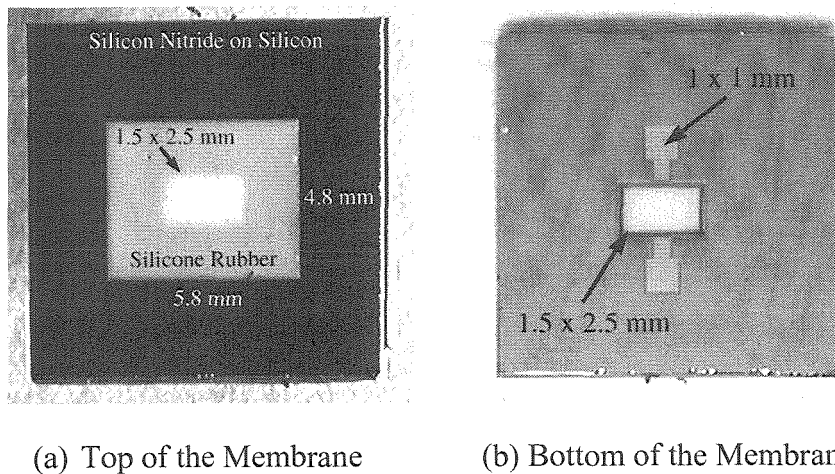 Silicon Nitride on Silicon
1.5 x 2.5 mm
4.8 mm
Silicone Rubber
5.8 mm
1 x 1 mm
1.5 x 2.5 mm
(a) Top of the Membrane
(b) Bottom of the Membran